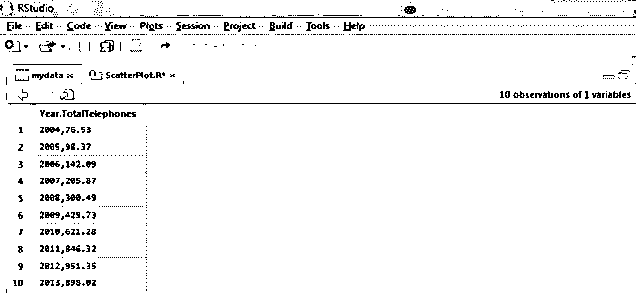 RStudio
File Edit Code View Plots Session Project Build Tools Help
mydata × ScatterPlot.R* ×
10 observations of 1 variables
Year.TotalTelephones
1 2004,76.53
2 2005,98.37
3 2006,142.09
4 2007,205.87
5 2008,300.49
6 2009,429.73
7 2010,621.28
8 2011,846.32
9 2012,951.35
10 2013,898.02